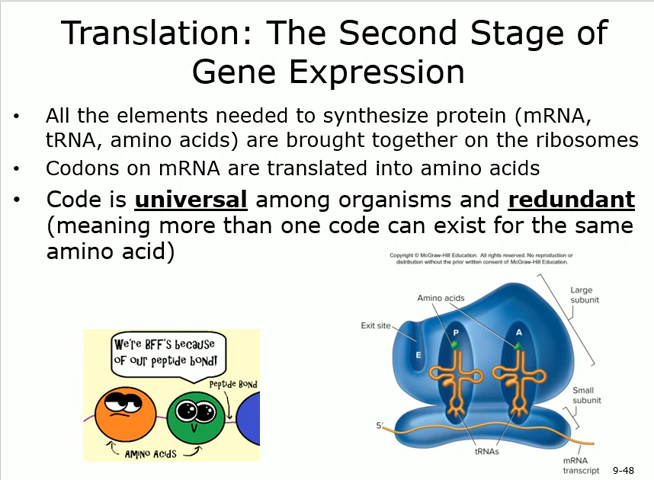 Translation: The Second Stage of
Gene Expression
• All the elements needed to synthesize protein (mRNA,
tRNA, amino acids) are brought together on the ribosomes
• Codons on mRNA are translated into amino acids
• Code is universal among organisms and redundant
(meaning more than one code can exist for the same
amino acid)
Copyright © McGraw-Hill Education. All rights reserved. No reproduction or
distribution without the prior written consent of McGraw-Hill Education.
We're BFF's because
of our peptide bond!
Peptide Bond
Amino Acids
Amino acids
Large
subunit
Exit site
P
A
E
Small
subunit
5'
tRNAs
mRNA
transcript
9-48